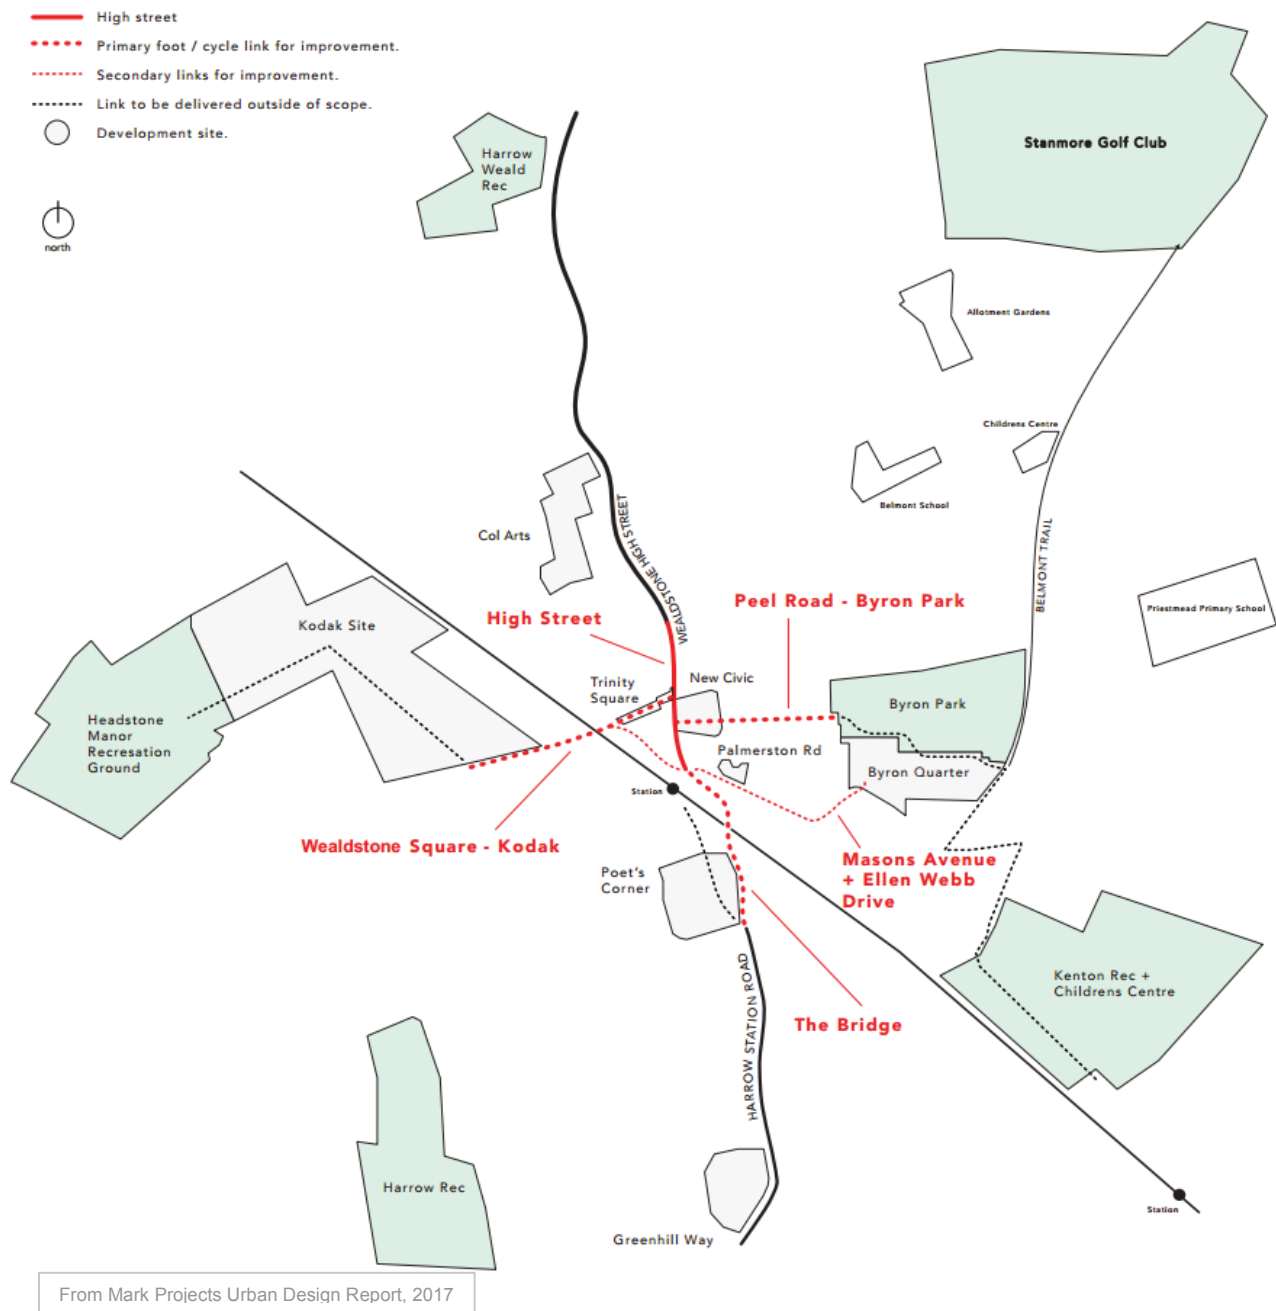 High street
Primary foot / cycle link for improvement.
Secondary links for improvement.
Link to be delivered outside of scope.
Development site.
north
Harrow
Weald
Rec
Stanmore Golf Club
Allotment Gardens
Childrens Centre
Belmont School
Col Arts
WEALDSTONE HIGH STREET
BELMONT TRAIL
Priestmead Primary School
Peel Road - Byron Park
High Street
Kodak Site
Trinity
Square
New Civic
Byron Park
Headstone
Manor
Recresation
Ground
Palmerston Rd
Byron Quarter
Station
Wealdstone Square - Kodak
Masons Avenue
+ Ellen Webb
Drive
Poet's
Corner
Kenton Rec +
Childrens Centre
The Bridge
HARROW STATION ROAD
Harrow Rec
Station
Greenhill Way
From Mark Projects Urban Design Report, 2017